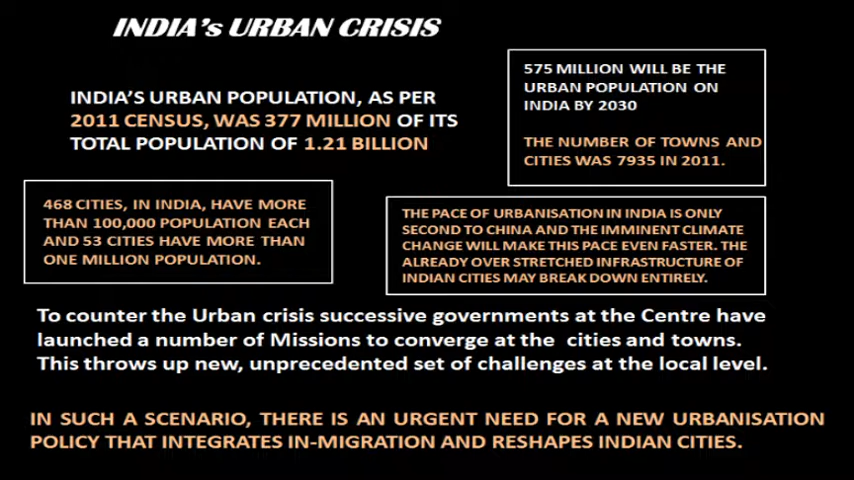 INDIA's URBAN CRISIS
INDIA'S URBAN POPULATION, AS PER
2011 CENSUS, WAS 377 MILLION OF ITS
TOTAL POPULATION OF 1.21 BILLION
575 MILLION WILL BE THE
URBAN POPULATION ON
INDIA BY 2030
THE NUMBER OF TOWNS AND
CITIES WAS 7935 IN 2011.
468 CITIES, IN INDIA, HAVE MORE
THAN 100,000 POPULATION EACH
AND 53 CITIES HAVE MORE THAN
ONE MILLION POPULATION.
THE PACE OF URBANISATION IN INDIA IS ONLY
SECOND TO CHINA AND THE IMMINENT CLIMATE
CHANGE WILL MAKE THIS PACE EVEN FASTER. THE
ALREADY OVER STRETCHED INFRASTRUCTURE OF
INDIAN CITIES MAY BREAK DOWN ENTIRELY.
To counter the Urban crisis successive governments at the Centre have
launched a number of Missions to converge at the cities and towns.
This throws up new, unprecedented set of challenges at the local level.
IN SUCH A SCENARIO, THERE IS AN URGENT NEED FOR A NEW URBANISATION
POLICY THAT INTEGRATES IN-MIGRATION AND RESHAPES INDIAN CITIES.